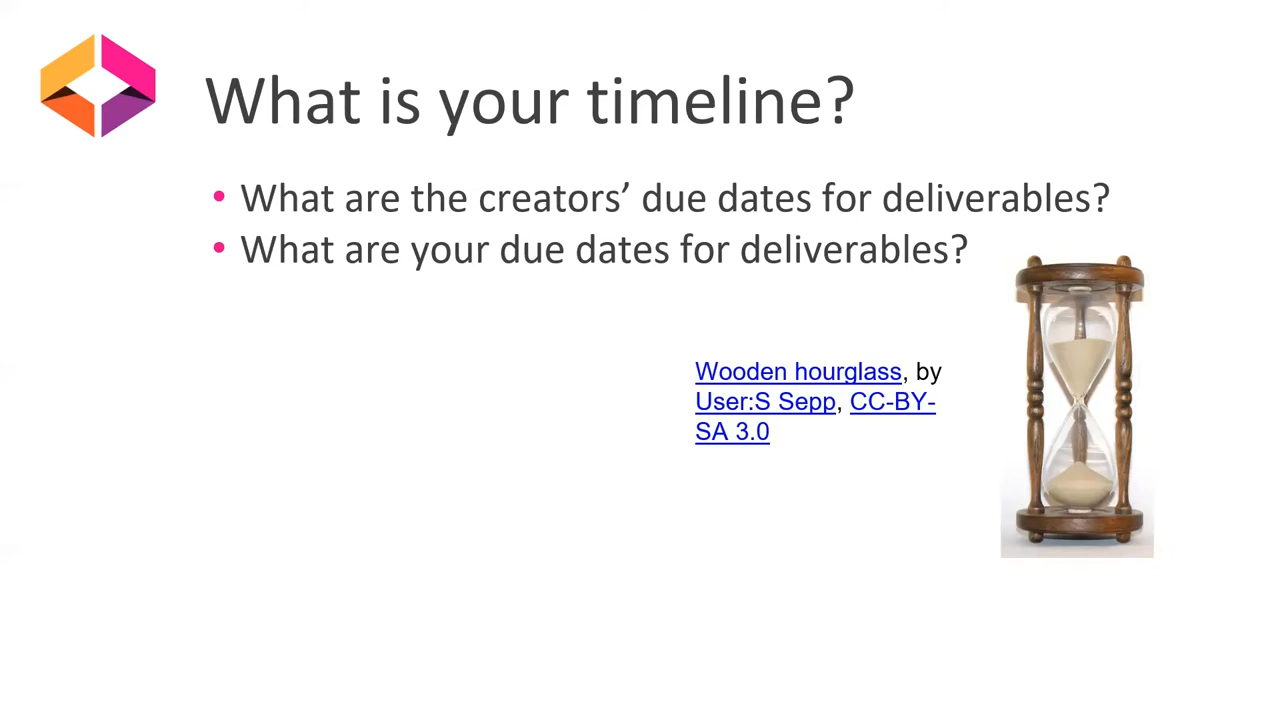 What is your timeline?
• What are the creators’ due dates for deliverables?
• What are your due dates for deliverables?
Wooden hourglass, by
User:S Sepp, CC-BY-
SA 3.0